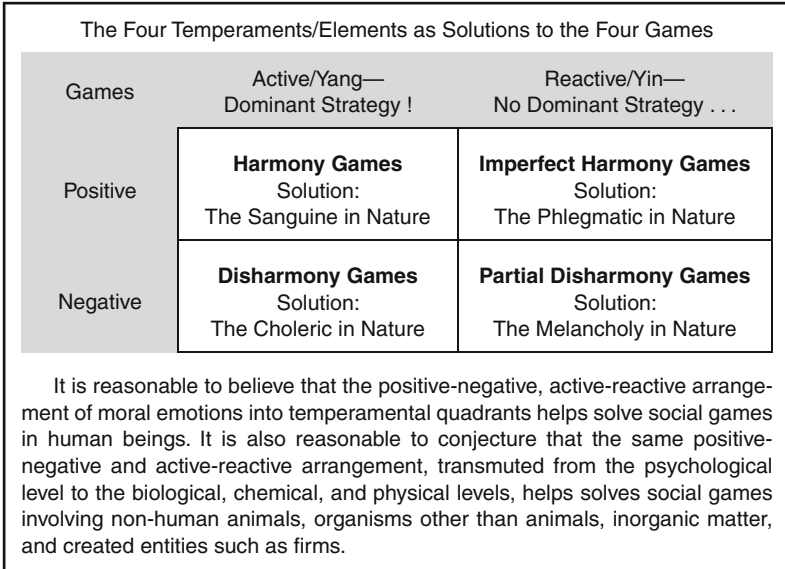 The Four Temperaments/Elements as Solutions to the Four Games
Games
Active/Yang—
Dominant Strategy !
Reactive/Yin—
No Dominant Strategy . . .
Positive
Harmony Games
Solution:
The Sanguine in Nature
Imperfect Harmony Games
Solution:
The Phlegmatic in Nature
Negative
Disharmony Games
Solution:
The Choleric in Nature
Partial Disharmony Games
Solution:
The Melancholy in Nature
It is reasonable to believe that the positive-negative, active-reactive arrange-
ment of moral emotions into temperamental quadrants helps solve social games
in human beings. It is also reasonable to conjecture that the same positive-
negative and active-reactive arrangement, transmuted from the psychological
level to the biological, chemical, and physical levels, helps solves social games
involving non-human animals, organisms other than animals, inorganic matter,
and created entities such as firms.